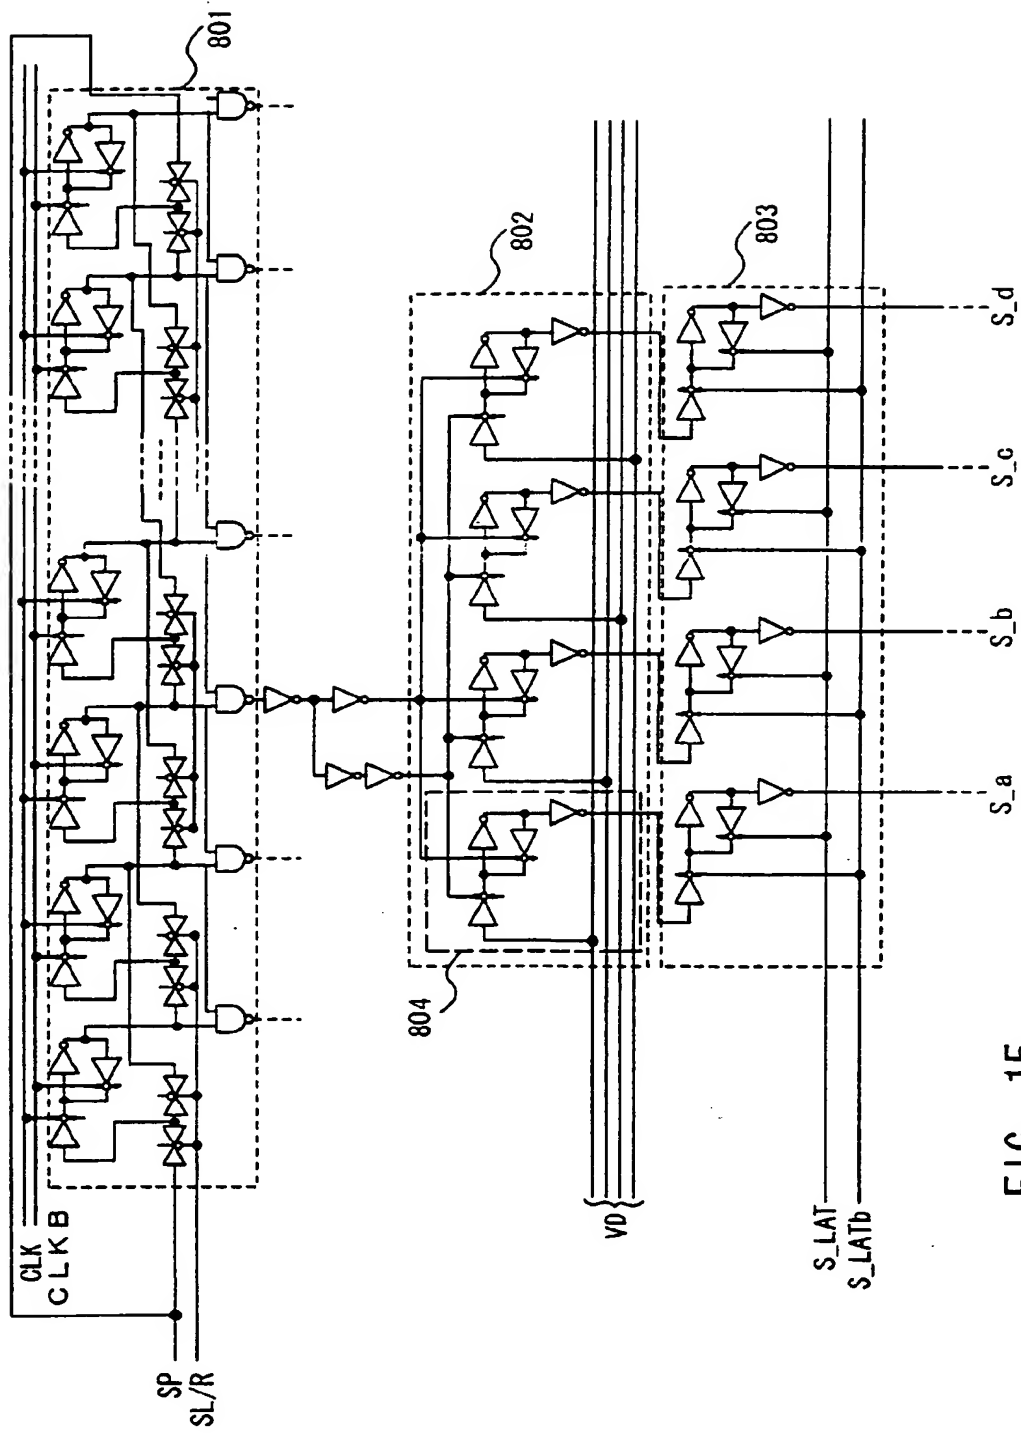 801
CLK
CLKB
SP
SL/R
802
804
VD
803
S_LAT
S_LATb
S_a
S_b
S_c
S_d
FIG. 15